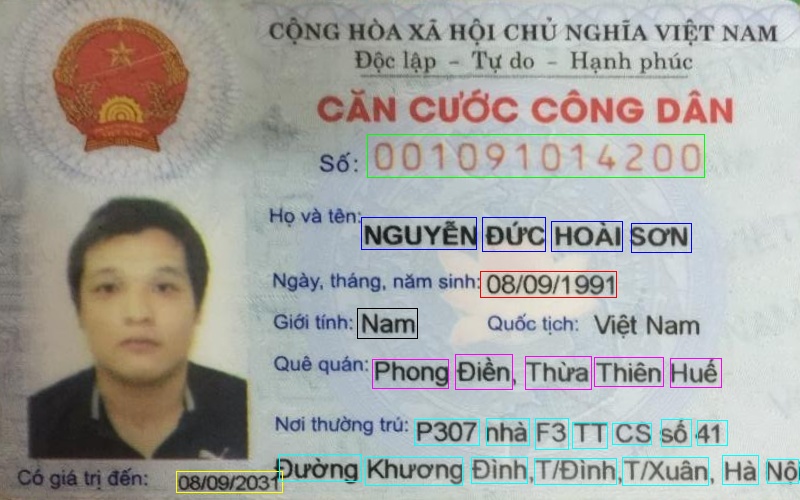 CỘNG HÒA XÃ HỘI CHỦ NGHĨA VIỆT NAM
Độc lập – Tự do – Hạnh phúc
CĂN CƯỚC CÔNG DÂN
Số: 001091014200
Họ và tên: NGUYỄN ĐỨC HOÀI SƠN
Ngày, tháng, năm sinh: 08/09/1991
Giới tính: Nam Quốc tịch: Việt Nam
Quê quán: Phong Điền, Thừa Thiên Huế
Nơi thường trú: P307 nhà F3 TT CS số 41
Đường Khương Đình,T/Đình,T/Xuân, Hà Nội
Có giá trị đến: 08/09/2031